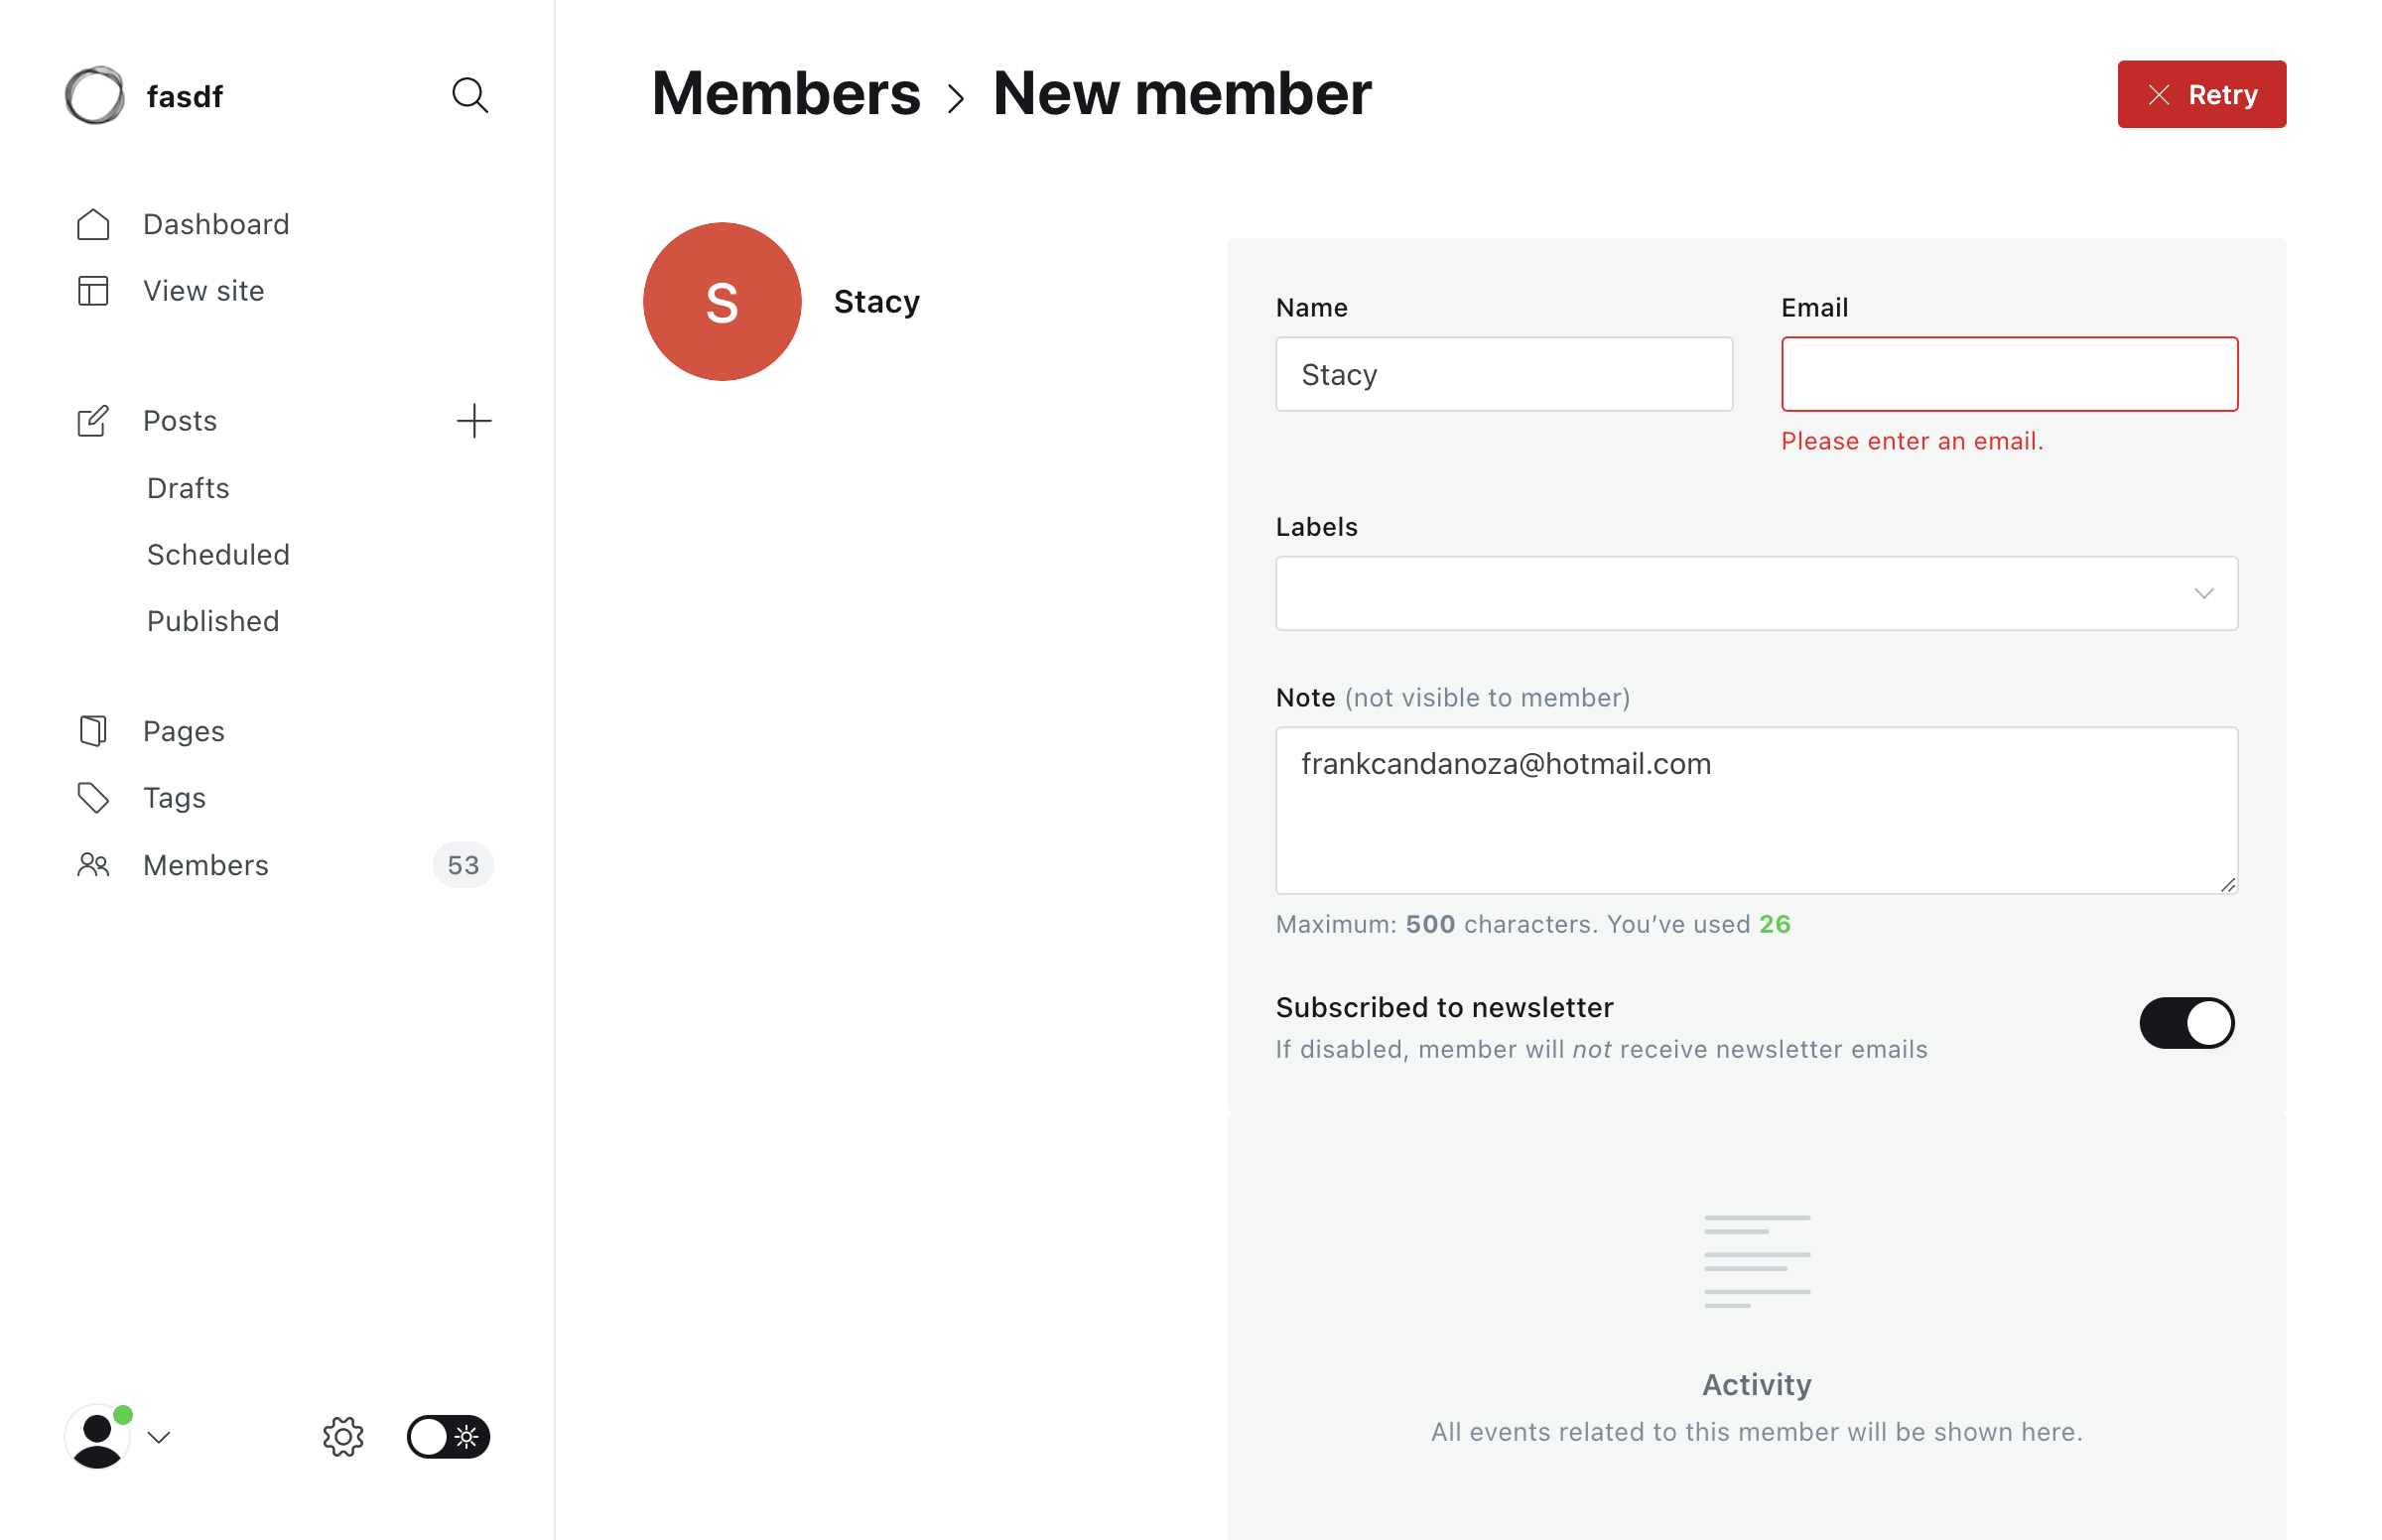 fasdf
Dashboard
View site
Posts
Drafts
Scheduled
Published
Pages
Tags
Members 53
Members > New member
Retry
S
Stacy
Name Email
Stacy
Please enter an email.
Labels
Note (not visible to member)
frankcandanoza@hotmail.com
Maximum: 500 characters. You’ve used 26
Subscribed to newsletter
If disabled, member will not receive newsletter emails
Activity
All events related to this member will be shown here.